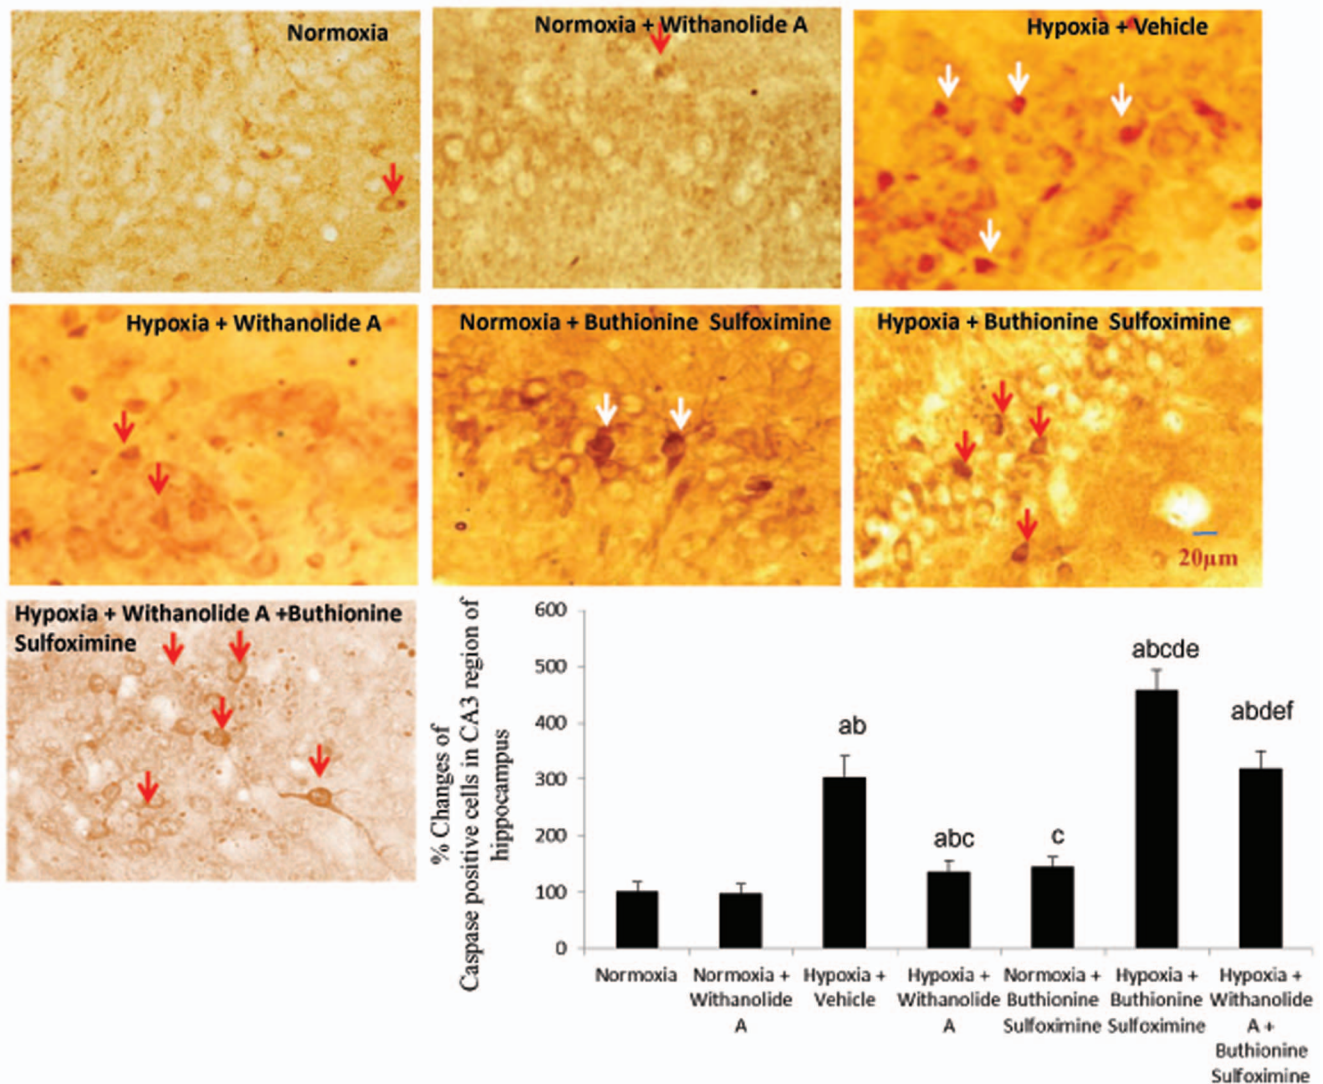 Normoxia
Normoxia + Withanolide A
Hypoxia + Vehicle
Hypoxia + Withanolide A
Normoxia + Buthionine Sulfoximine
Hypoxia + Buthionine Sulfoximine
20µm
Hypoxia + Withanolide A +Buthionine
Sulfoximine
% Changes of
Caspase positive cells in CA3 region of
hippocampus
600
500
400
300
200
100
0
ab
abc
c
abcde
abdef
Normoxia
Normoxia +
Withanolide
A
Hypoxia +
Vehicle
Hypoxia +
Withanolide
A
Normoxia +
Buthionine
Sulfoximine
Hypoxia +
Buthionine
Sulfoximine
Hypoxia +
Withanolide
A +
Buthionine
Sulfoximine